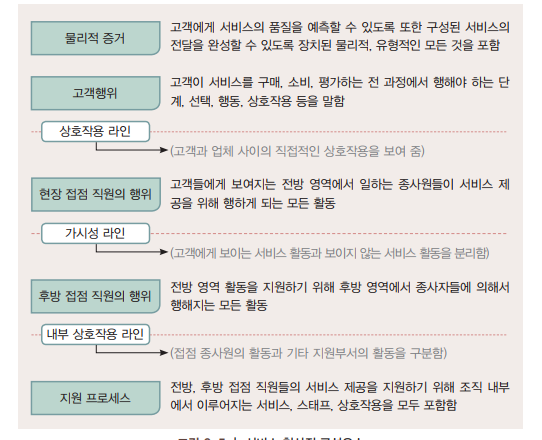 물리적 증거
고객에게 서비스의 품질을 예측할 수 있도록 또한 구성된 서비스의
전달을 완성할 수 있도록 장치된 물리적, 유형적인 모든 것을 포함
고객행위
고객이 서비스를 구매, 소비, 평가하는 전 과정에서 행해야 하는 단
계, 선택, 행동, 상호작용 등을 말함
상호작용 라인
(고객과 업체 사이의 직접적인 상호작용을 보여 줌)
현장 접점 직원의 행위
고객들에게 보여지는 전방 영역에서 일하는 종사원들이 서비스 제
공을 위해 행하게 되는 모든 활동
가시성 라인
(고객에게 보이는 서비스 활동과 보이지 않는 서비스 활동을 분리함)
후방 접점 직원의 행위
전방 영역 활동을 지원하기 위해 후방 영역에서 종사자들에 의해서
행해지는 모든 활동
내부 상호작용 라인
(접점 종사원의 활동과 기타 지원부서의 활동을 구분함)
지원 프로세스
전방, 후방 접점 직원들의 서비스 제공을 지원하기 위해 조직 내부
에서 이루어지는 서비스, 스태프, 상호작용을 모두 포함함